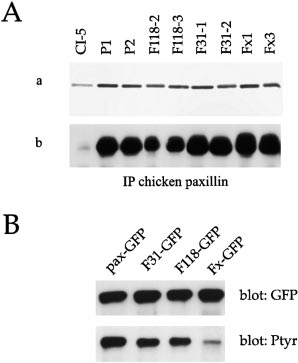 A
CI-5 P1 P2 F118-2 F118-3 F31-1 F31-2 Fx1 Fx3
a
b
IP chicken paxillin
B
pax-GFP F31-GFP F118-GFP Fx-GFP
blot: GFP
blot: Ptyr